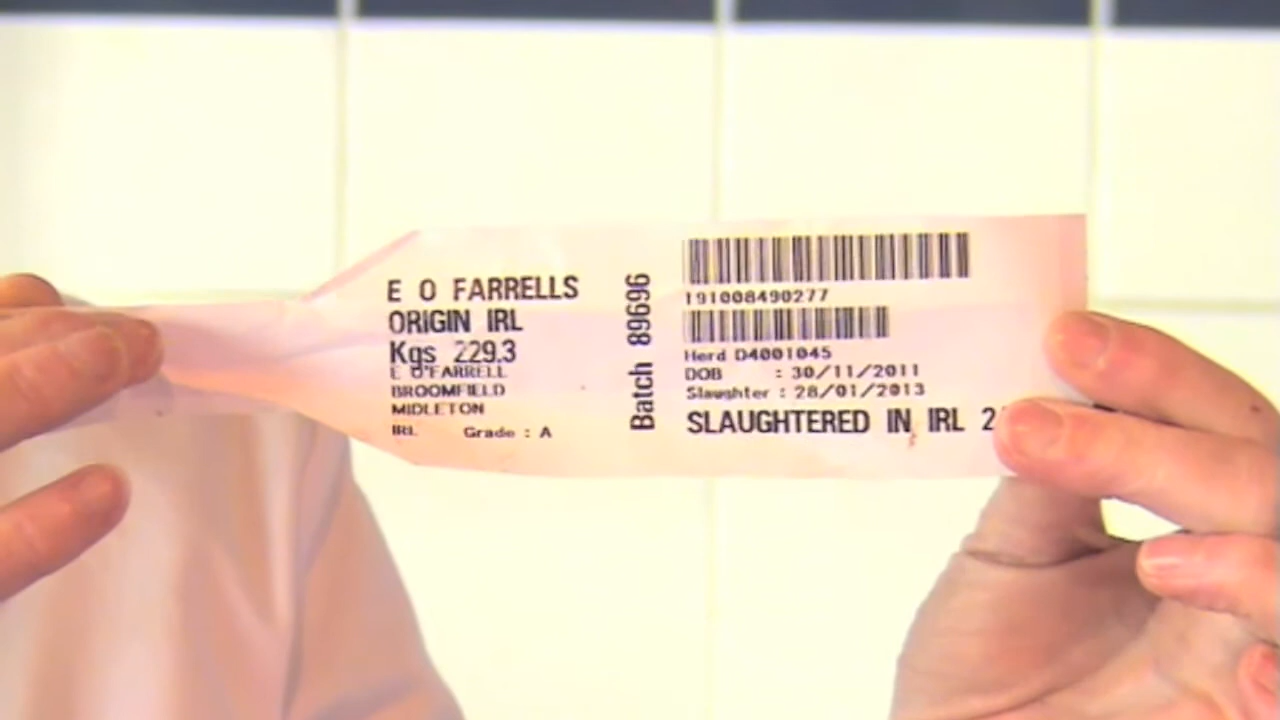 E O FARRELLS
ORIGIN IRL
Kgs 229.3
E O'FARRELL
BROOMFIELD
MIDLETON
IRL Grade : A
Batch 89696
191008490277
Herd D4001045
DOB : 30/11/2011
Slaughter : 28/01/2013
SLAUGHTERED IN IRL